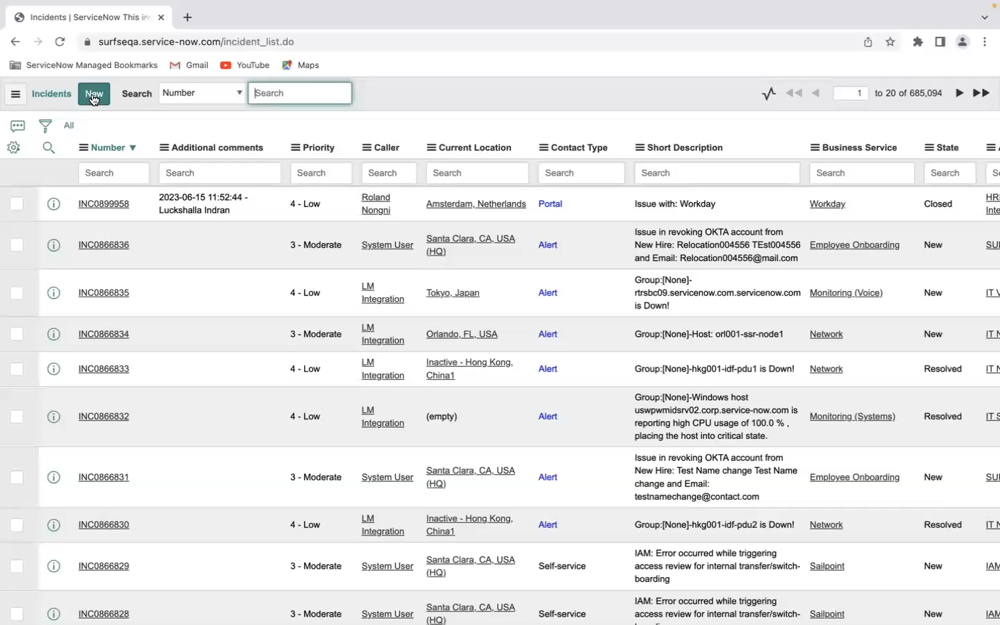 Incidents | ServiceNow This in
surfseqa.service-now.com/incident_list.do
ServiceNow Managed Bookmarks Gmail YouTube Maps
Incidents New Search Number Search 1 to 20 of 685,094
All
Number Additional comments Priority Caller Current Location Contact Type Short Description Business Service State
Search Search Search Search Search Search Search Search Search
INC0899958 2023-06-15 11:52:44 - 4 - Low Roland Amsterdam, Netherlands Portal Issue with: Workday Workday Closed HRI
Luckshalla Indran Nongni Inte
INC0866836 3 - Moderate System User Santa Clara, CA, USA Alert Issue in revoking OKTA account from Employee Onboarding New
(HQ) New Hire: Relocation004556 TEst004556
and Email: Relocation004556@mail.com
INC0866835 4 - Low LM Tokyo, Japan Alert Group:[None]- Monitoring (Voice) New IT V
Integration rtrsbc09.servicenow.com.servicenow.com
is Down!
INC0866834 3 - Moderate LM Orlando, FL, USA Alert Group:[None]-Host: orl001-ssr-node1 Network New IT N
Integration
INC0866833 4 - Low LM Inactive - Hong Kong, Alert Group:[None]-hkg001-idf-pdu1 is Down! Network Resolved IT N
Integration China1
INC0866832 4 - Low LM (empty) Alert Group:[None]-Windows host Monitoring (Systems) Resolved IT S
Integration uswpwmidsrv02.corp.service-now.com is
reporting high CPU usage of 100.0 % ,
placing the host into critical state.
INC0866831 3 - Moderate System User Santa Clara, CA, USA Alert Issue in revoking OKTA account from Employee Onboarding New
(HQ) New Hire: Test Name change Test Name
change and Email:
testnamechange@contact.com
INC0866830 4 - Low LM Inactive - Hong Kong, Alert Group:[None]-hkg001-idf-pdu2 is Down! Network Resolved IT N
Integration China1
INC0866829 3 - Moderate System User Santa Clara, CA, USA Self-service IAM: Error occurred while triggering Sailpoint New IAM
(HQ) access review for internal transfer/switch-
boarding
INC0866828 3 - Moderate System User Santa Clara, CA, USA Self-service IAM: Error occurred while triggering Sailpoint New IAM
(HQ) access review for internal transfer/switch-